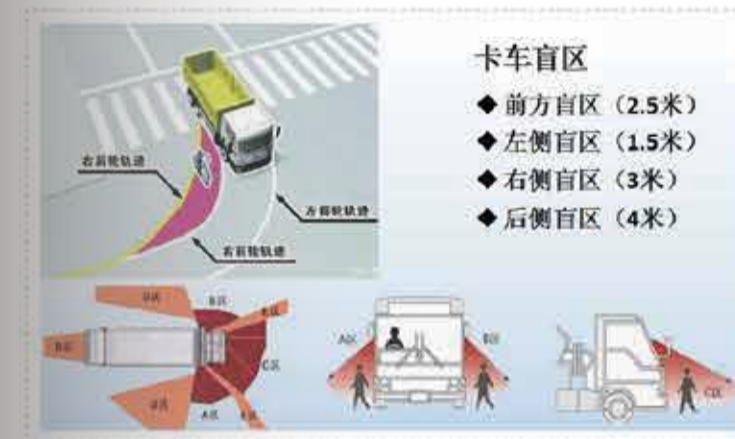 卡车盲区
◆ 前方盲区（2.5米）
◆ 左侧盲区（1.5米）
◆ 右侧盲区（3米）
◆ 后侧盲区（4米）
右后轮轨迹
左前轮轨迹
右前轮轨迹
B区
C区
A区
A区
B区
C区